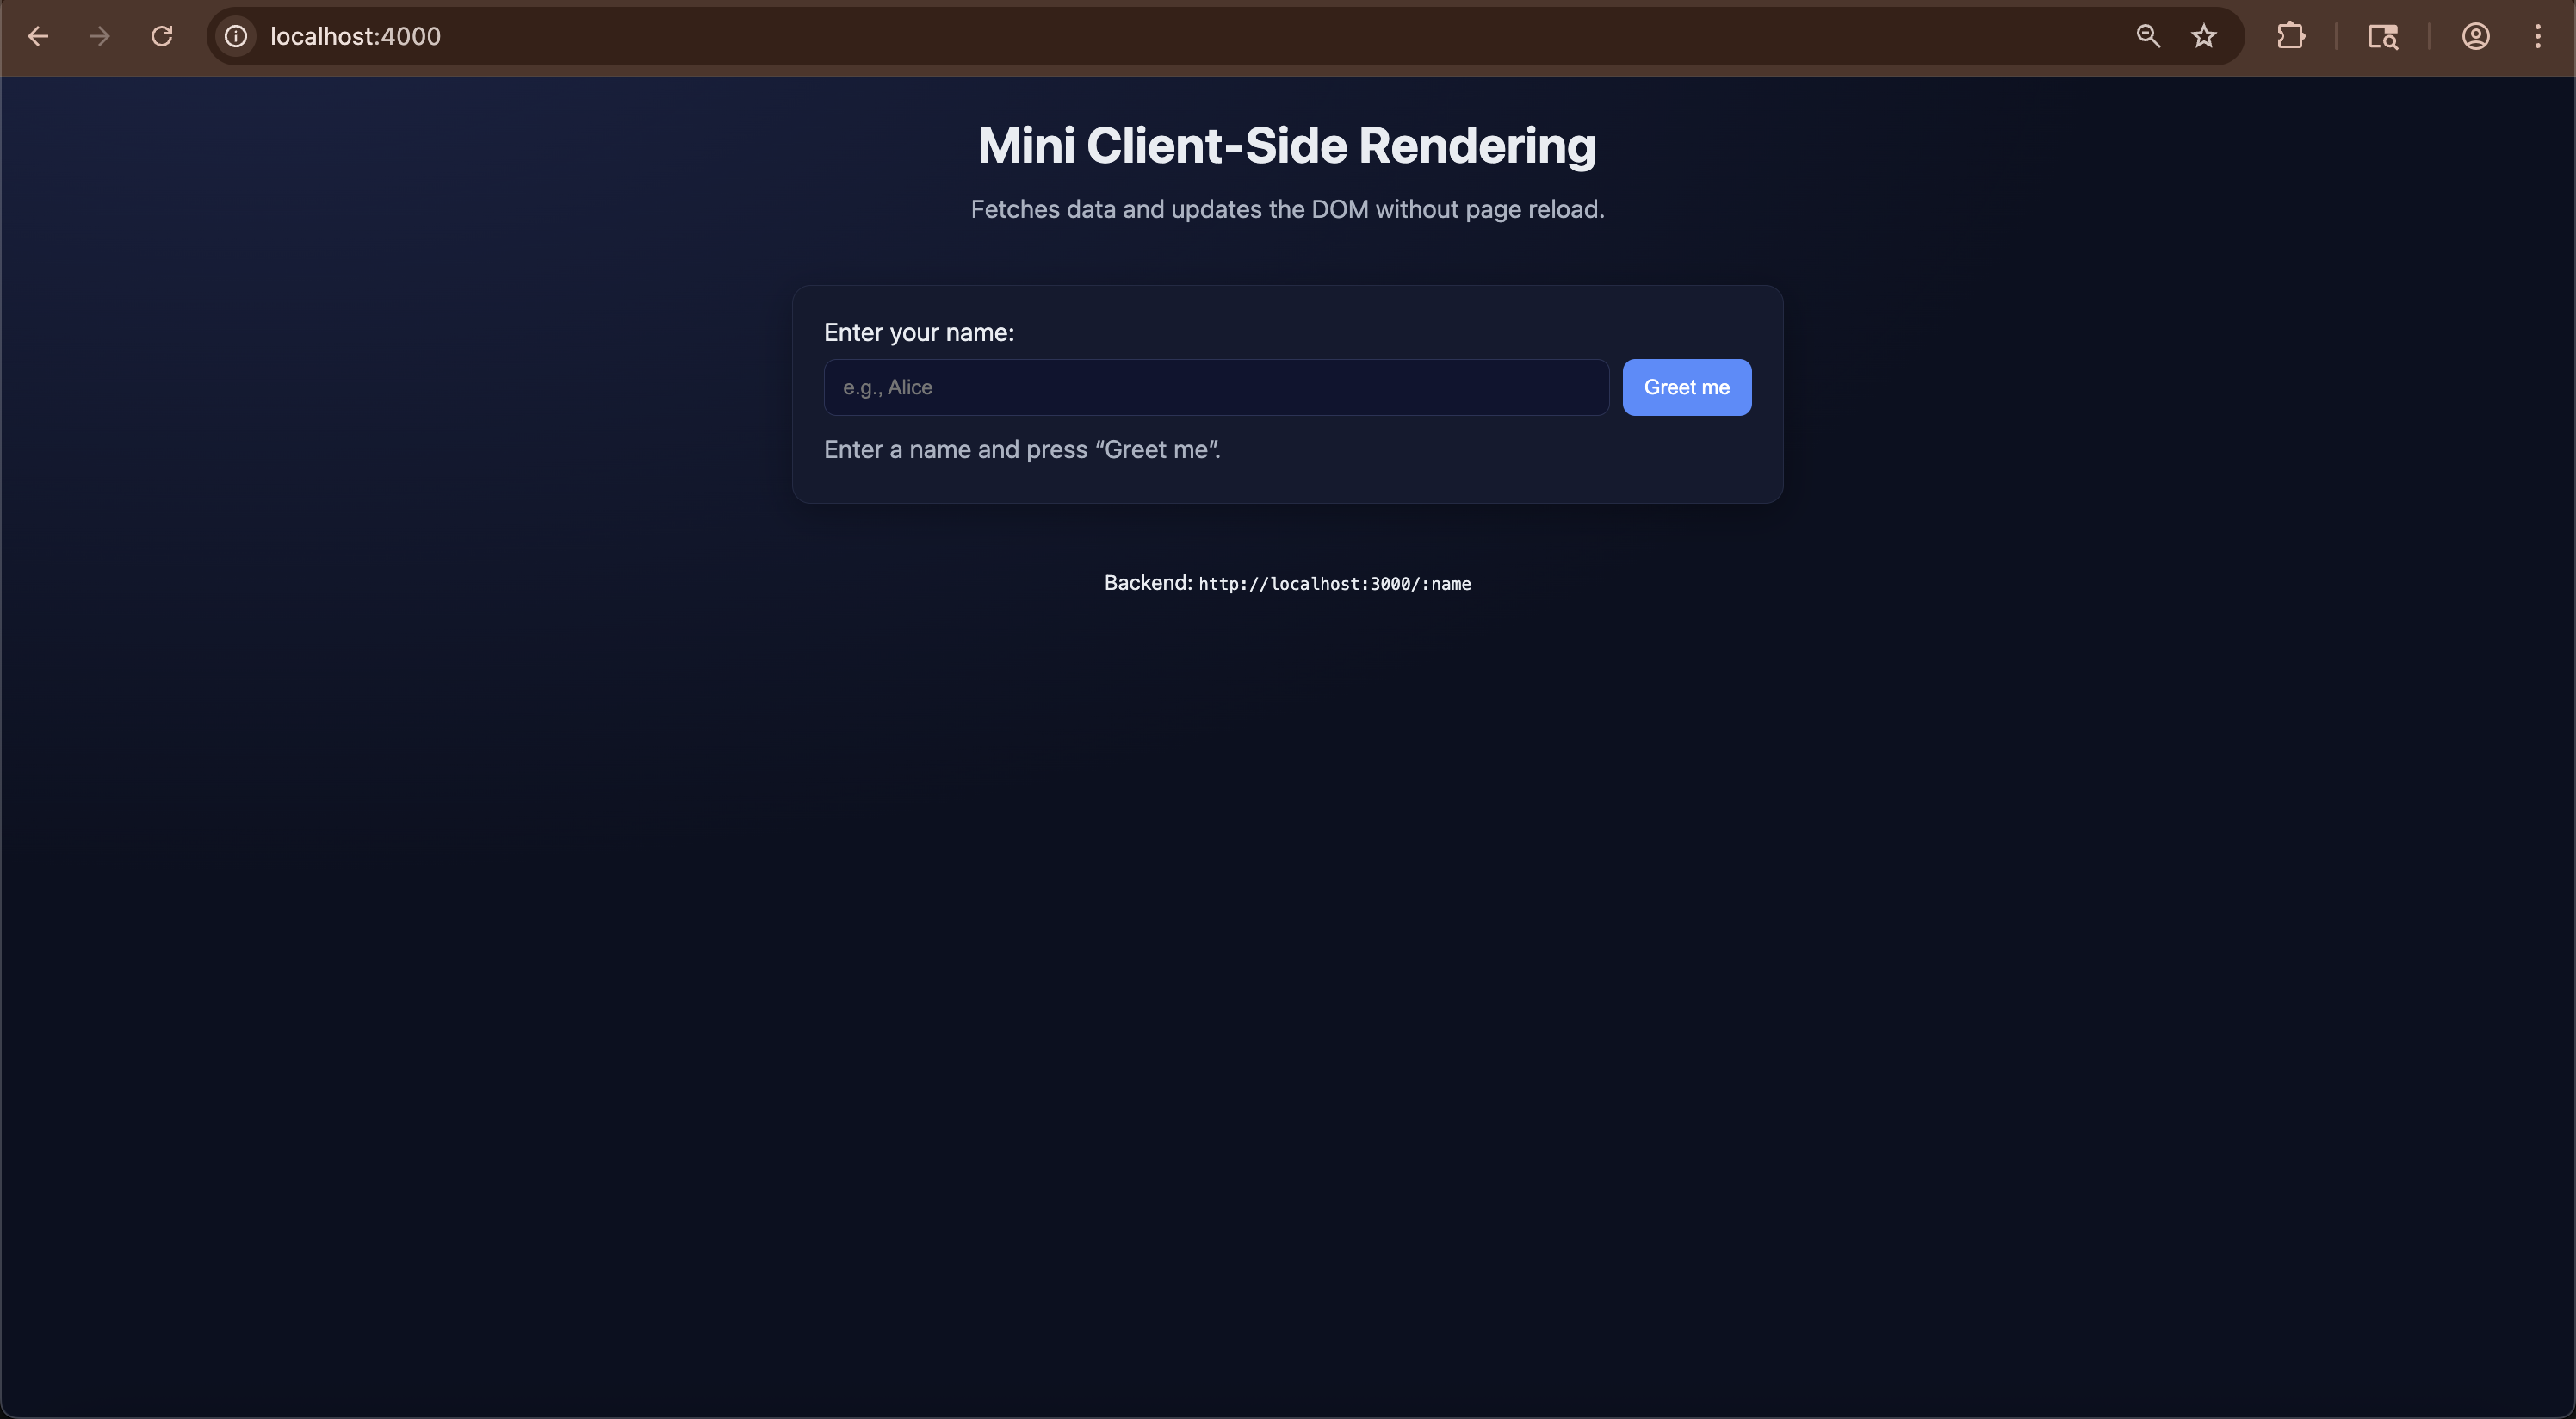 localhost:4000
Mini Client-Side Rendering
Fetches data and updates the DOM without page reload.
Enter your name:
e.g., Alice
Greet me
Enter a name and press “Greet me”.
Backend: http://localhost:3000/:name